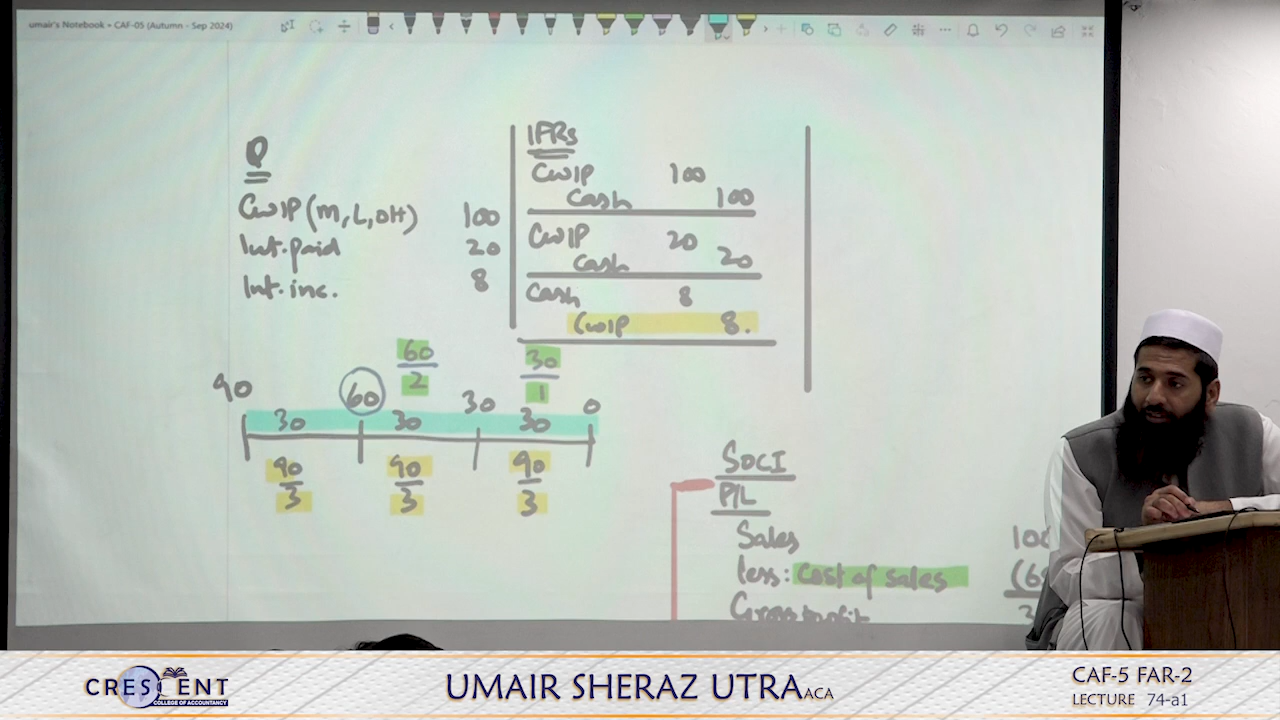 umair's Notebook » CAF-05 (Autumn - Sep 2024)
Q
CWIP (M, L, OH) 100
Int. paid 20
Int. inc. 8
IFRs
CWIP 100
Cash 100
CWIP 20
Cash 20
Cash 8
CWIP 8.
60
2
30
1
90 60 30 0
30 30 30
90 90 90
3 3 3
SOCI
P/L
Sales
less: Cost of sales
Gross profit
CRESCENT
COLLEGE OF ACCOUNTANCY
UMAIR SHERAZ UTRA ACA
CAF-5 FAR-2
LECTURE 74-a1